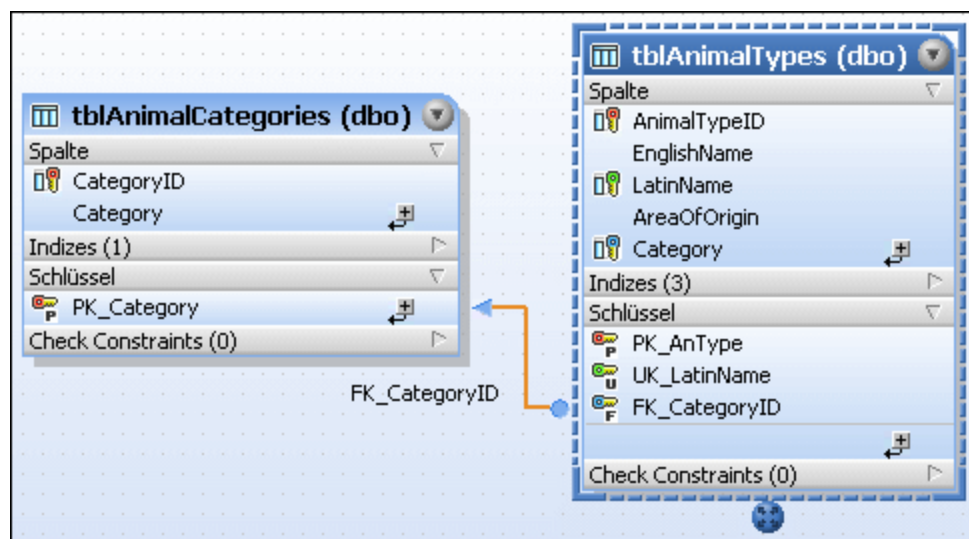 tblAnimalCategories (dbo)
Spalte
CategoryID
Category
Indizes (1)
Schlüssel
PK_Category
P
Check Constraints (0)
FK_CategoryID
tblAnimalTypes (dbo)
Spalte
AnimalTypeID
EnglishName
LatinName
AreaOfOrigin
Category
Indizes (3)
Schlüssel
PK_AnType
P
UK_LatinName
U
FK_CategoryID
F
Check Constraints (0)